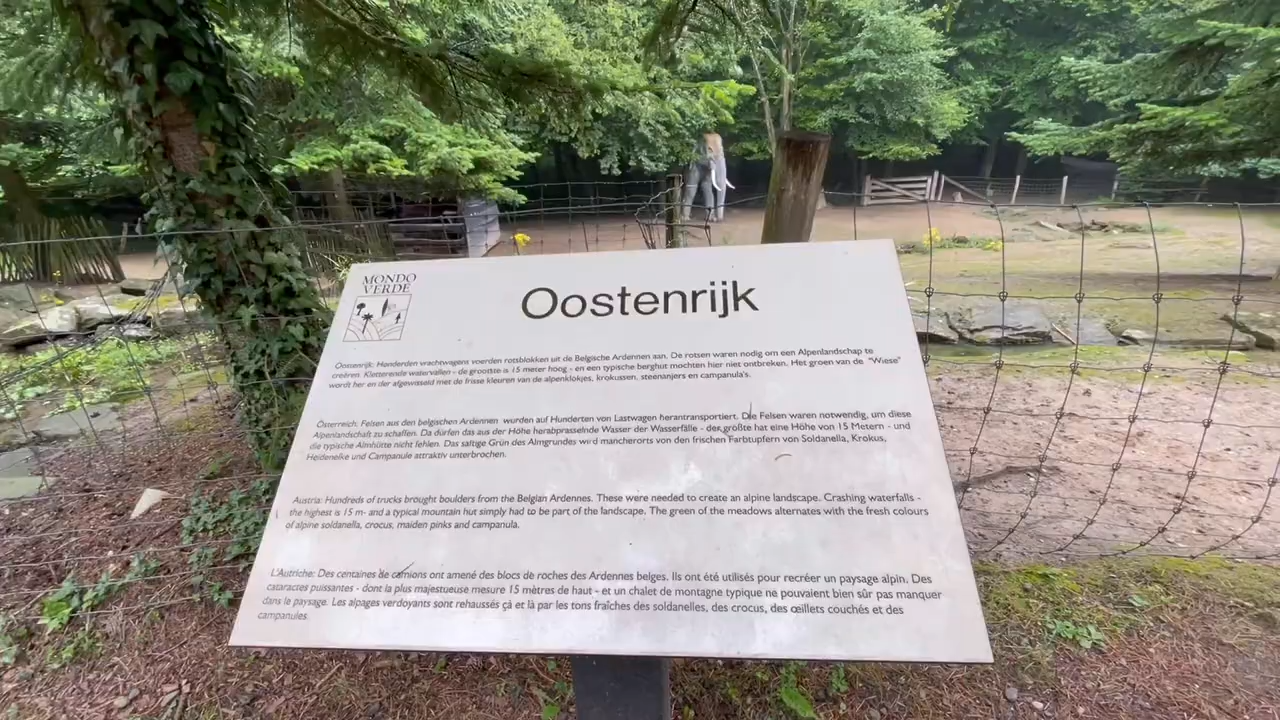 MONDO
VERDE
Oostenrijk
Oostenrijk: Honderden vrachtwagens voerden rotsblokken uit de Belgische Ardennen aan. De rotsen waren nodig om een Alpenlandschap te
creëren. Kletterende watervallen - de grootste is 15 meter hoog - en een typische berghut mochten hier niet ontbreken. Het groen van de "Wiese"
wordt her en der afgewisseld met de frisse kleuren van de alpenklokjes, krokussen, steenanjers en campanula's.
Österreich. Felsen aus den belgischen Ardennen wurden auf Hunderten von Lastwagen herantransportiert. Die Felsen waren notwendig, um diese
Alpenlandschaft zu schaffen. Da dürfen das aus der Höhe herabprasselnde Wasser der Wasserfälle - der größte hat eine Höhe von 15 Metern - und
die typische Almhütte nicht fehlen. Das saftige Grün des Almgrundes wird mancherorts von den frischen Farbtupfern von Soldanella, Krokus,
Heidenelke und Campanule attraktiv unterbrochen.
Austria: Hundreds of trucks brought boulders from the Belgian Ardennes. These were needed to create an alpine landscape. Crashing waterfalls -
the highest is 15 m- and a typical mountain hut simply had to be part of the landscape. The green of the meadows alternates with the fresh colours
of alpine soldanella, crocus, maiden pinks and campanula.
L'Autriche: Des centaines de camions ont amené des blocs de roches des Ardennes belges. Ils ont été utilisés pour recréer un paysage alpin. Des
cataractes puissantes - dont la plus majestueuse mesure 15 mètres de haut - et un chalet de montagne typique ne pouvaient bien sûr pas manquer
dans le paysage. Les alpages verdoyants sont rehaussés çà et là par les tons fraîches des soldanelles, des crocus, des œillets couchés et des
campanules.